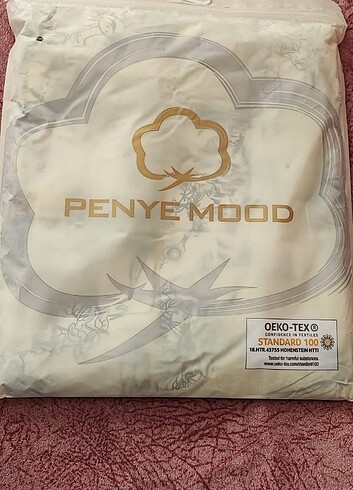 PENYE MOOD
OEKO-TEX®
CONFIDENCE IN TEXTILES
STANDARD 100
18.HTR.43755 HOHENSTEIN HTTI
Tested for harmful substances.
www.oeko-tex.com/standard100